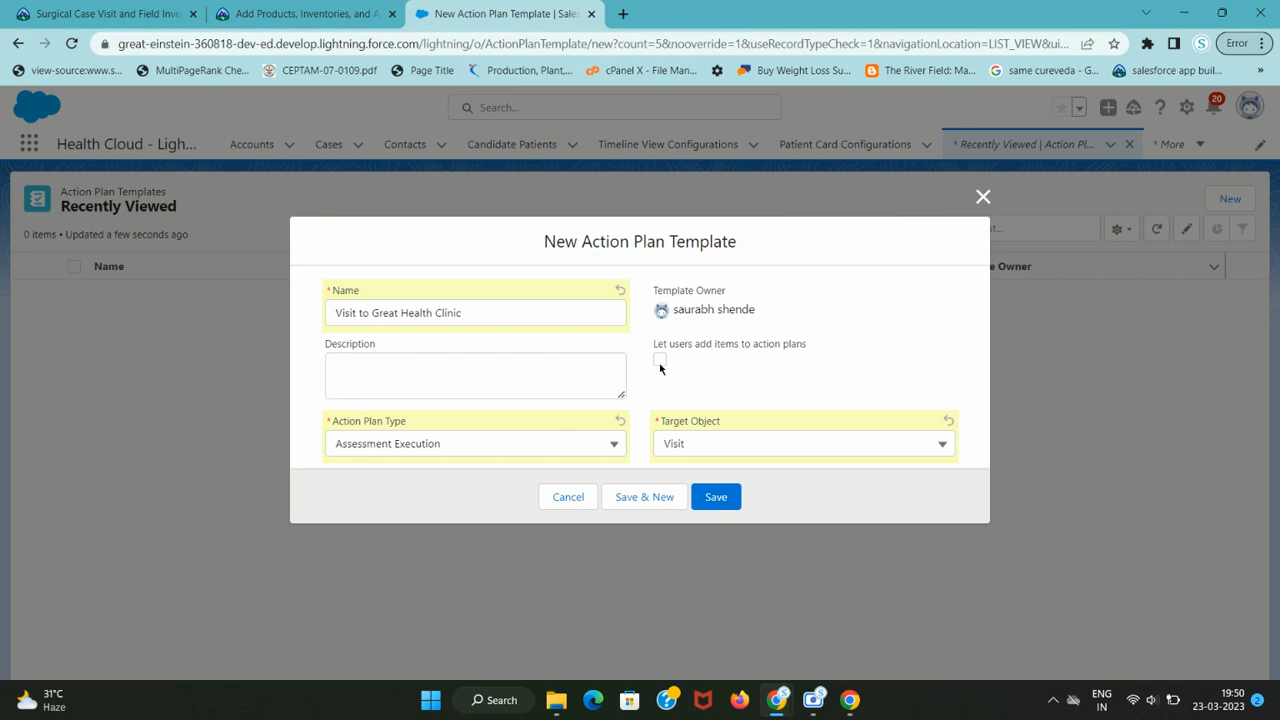 Surgical Case Visit and Field Inve
Add Products, Inventories, and A
New Action Plan Template | Sales
great-einstein-360818-dev-ed.develop.lightning.force.com/lightning/o/ActionPlanTemplate/new?count=5&nooverride=1&useRecordTypeCheck=1&navigationLocation=LIST_VIEW&ui...
Error
view-source:www.s...
MultiPageRank Che...
CEPTAM-07-0109.pdf
Page Title
Production, Plant,...
cPanel X - File Man...
Buy Weight Loss Su...
The River Field: Ma...
same cureveda - G...
salesforce app buil...
»
Search...
20
Health Cloud - Ligh...
Accounts
Cases
Contacts
Candidate Patients
Timeline View Configurations
Patient Card Configurations
* Recently Viewed | Action Pl...
* More
Action Plan Templates
Recently Viewed
New
0 items • Updated a few seconds ago
st...
Name
Owner
New Action Plan Template
* Name
Visit to Great Health Clinic
Template Owner
saurabh shende
Description
Let users add items to action plans
* Action Plan Type
Assessment Execution
* Target Object
Visit
Cancel
Save & New
Save
31°C
Haze
Search
ENG
IN
19:50
23-03-2023
2